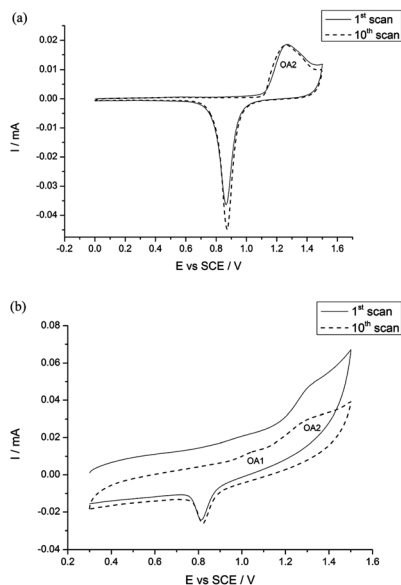 (a)
1st scan
10th scan
0.02
0.01
0.00
-0.01
-0.02
-0.03
-0.04
I / mA
OA2
-0.2 0.0 0.2 0.4 0.6 0.8 1.0 1.2 1.4 1.6
E vs SCE / V
(b)
1st scan
10th scan
0.08
0.06
0.04
0.02
0.00
-0.02
-0.04
I / mA
OA1
OA2
0.2 0.4 0.6 0.8 1.0 1.2 1.4 1.6
E vs SCE / V